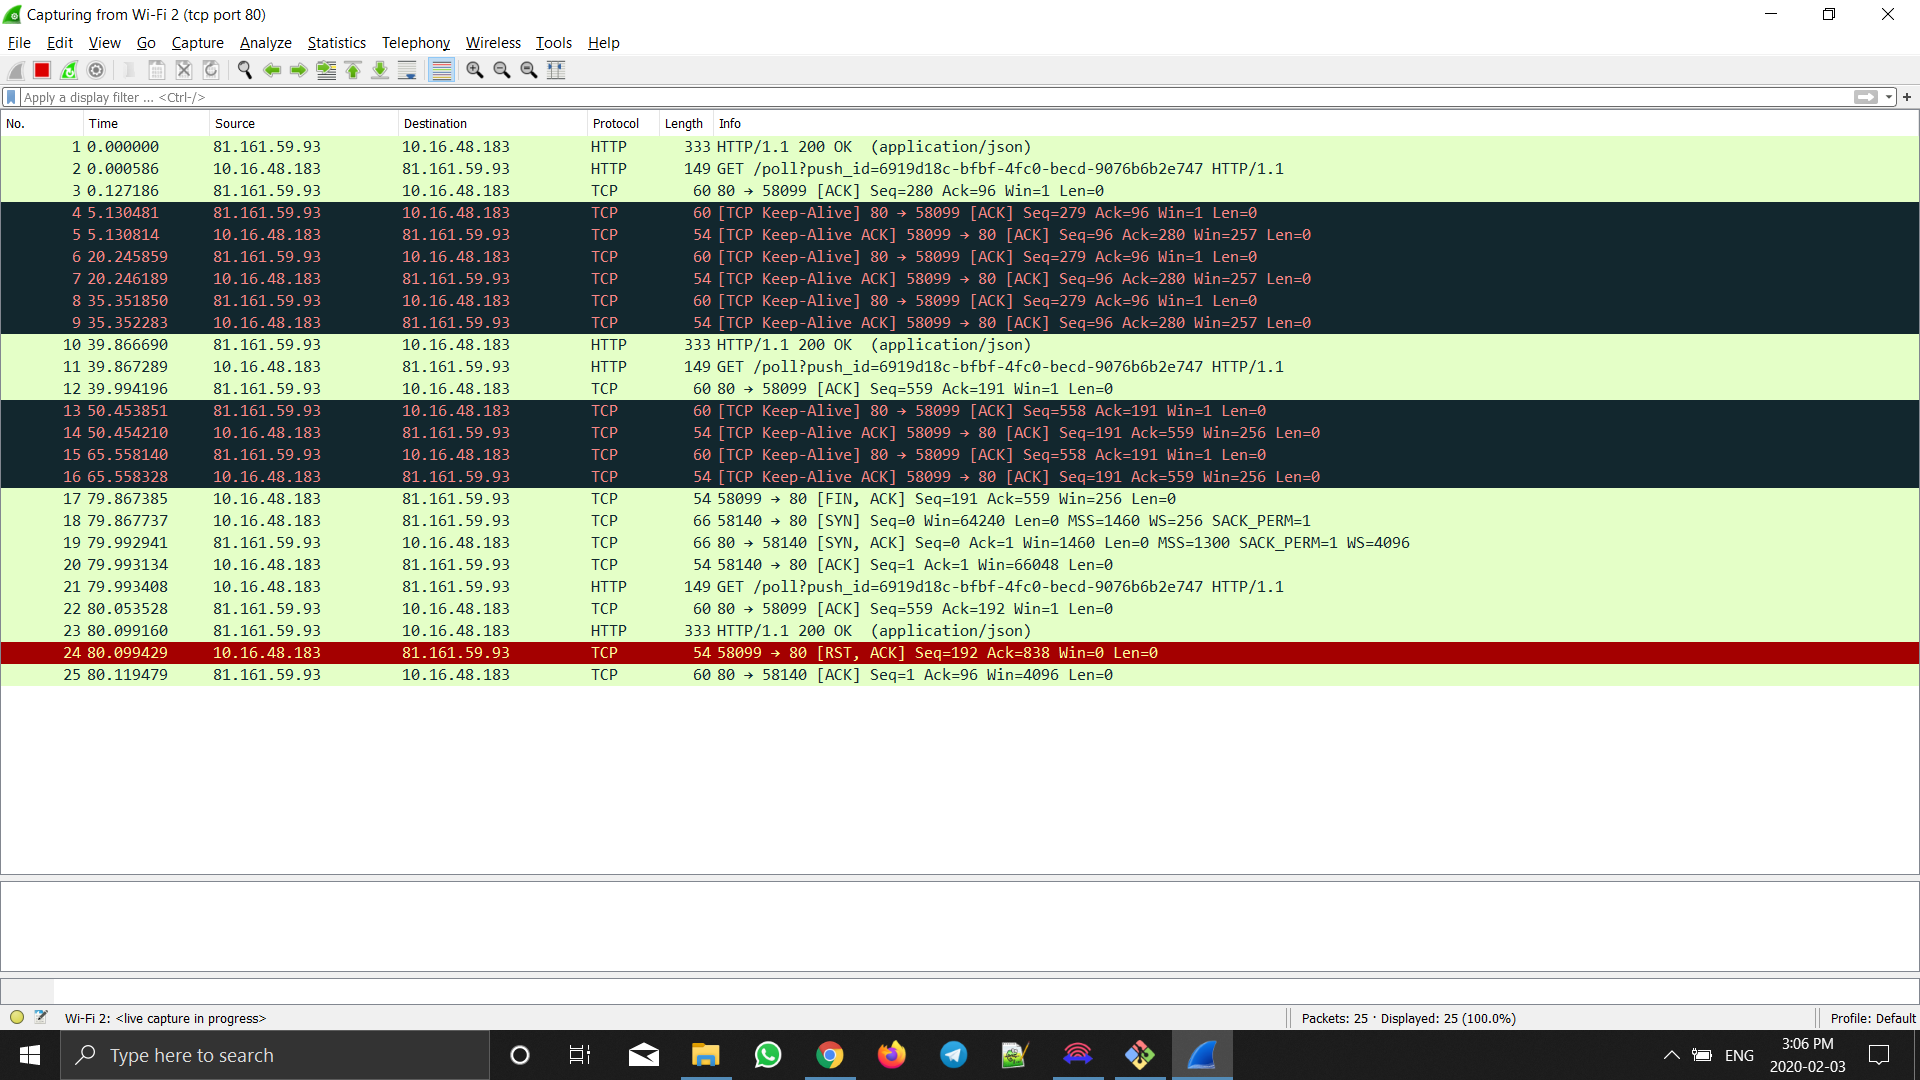 Capturing from Wi-Fi 2 (tcp port 80)
File Edit View Go Capture Analyze Statistics Telephony Wireless Tools Help
Apply a display filter ... <Ctrl-/>
No. Time Source Destination Protocol Length Info
1 0.000000 81.161.59.93 10.16.48.183 HTTP 333 HTTP/1.1 200 OK (application/json)
2 0.000586 10.16.48.183 81.161.59.93 HTTP 149 GET /poll?push_id=6919d18c-bfbf-4fc0-becd-9076b6b2e747 HTTP/1.1
3 0.127186 81.161.59.93 10.16.48.183 TCP 60 80 → 58099 [ACK] Seq=280 Ack=96 Win=1 Len=0
4 5.130481 81.161.59.93 10.16.48.183 TCP 60 [TCP Keep-Alive] 80 → 58099 [ACK] Seq=279 Ack=96 Win=1 Len=0
5 5.130814 10.16.48.183 81.161.59.93 TCP 54 [TCP Keep-Alive ACK] 58099 → 80 [ACK] Seq=96 Ack=280 Win=257 Len=0
6 20.245859 81.161.59.93 10.16.48.183 TCP 60 [TCP Keep-Alive] 80 → 58099 [ACK] Seq=279 Ack=96 Win=1 Len=0
7 20.246189 10.16.48.183 81.161.59.93 TCP 54 [TCP Keep-Alive ACK] 58099 → 80 [ACK] Seq=96 Ack=280 Win=257 Len=0
8 35.351850 81.161.59.93 10.16.48.183 TCP 60 [TCP Keep-Alive] 80 → 58099 [ACK] Seq=279 Ack=96 Win=1 Len=0
9 35.352283 10.16.48.183 81.161.59.93 TCP 54 [TCP Keep-Alive ACK] 58099 → 80 [ACK] Seq=96 Ack=280 Win=257 Len=0
10 39.866690 81.161.59.93 10.16.48.183 HTTP 333 HTTP/1.1 200 OK (application/json)
11 39.867289 10.16.48.183 81.161.59.93 HTTP 149 GET /poll?push_id=6919d18c-bfbf-4fc0-becd-9076b6b2e747 HTTP/1.1
12 39.994196 81.161.59.93 10.16.48.183 TCP 60 80 → 58099 [ACK] Seq=559 Ack=191 Win=1 Len=0
13 50.453851 81.161.59.93 10.16.48.183 TCP 60 [TCP Keep-Alive] 80 → 58099 [ACK] Seq=558 Ack=191 Win=1 Len=0
14 50.454210 10.16.48.183 81.161.59.93 TCP 54 [TCP Keep-Alive ACK] 58099 → 80 [ACK] Seq=191 Ack=559 Win=256 Len=0
15 65.558140 81.161.59.93 10.16.48.183 TCP 60 [TCP Keep-Alive] 80 → 58099 [ACK] Seq=558 Ack=191 Win=1 Len=0
16 65.558328 10.16.48.183 81.161.59.93 TCP 54 [TCP Keep-Alive ACK] 58099 → 80 [ACK] Seq=191 Ack=559 Win=256 Len=0
17 79.867385 10.16.48.183 81.161.59.93 TCP 54 58099 → 80 [FIN, ACK] Seq=191 Ack=559 Win=256 Len=0
18 79.867737 10.16.48.183 81.161.59.93 TCP 66 58140 → 80 [SYN] Seq=0 Win=64240 Len=0 MSS=1460 WS=256 SACK_PERM=1
19 79.992941 81.161.59.93 10.16.48.183 TCP 66 80 → 58140 [SYN, ACK] Seq=0 Ack=1 Win=1460 Len=0 MSS=1300 SACK_PERM=1 WS=4096
20 79.993134 10.16.48.183 81.161.59.93 TCP 54 58140 → 80 [ACK] Seq=1 Ack=1 Win=66048 Len=0
21 79.993408 10.16.48.183 81.161.59.93 HTTP 149 GET /poll?push_id=6919d18c-bfbf-4fc0-becd-9076b6b2e747 HTTP/1.1
22 80.053528 81.161.59.93 10.16.48.183 TCP 60 80 → 58099 [ACK] Seq=559 Ack=192 Win=1 Len=0
23 80.099160 81.161.59.93 10.16.48.183 HTTP 333 HTTP/1.1 200 OK (application/json)
24 80.099429 10.16.48.183 81.161.59.93 TCP 54 58099 → 80 [RST, ACK] Seq=192 Ack=838 Win=0 Len=0
25 80.119479 81.161.59.93 10.16.48.183 TCP 60 80 → 58140 [ACK] Seq=1 Ack=96 Win=4096 Len=0
Wi-Fi 2: <live capture in progress> Packets: 25 · Displayed: 25 (100.0%) Profile: Default
Type here to search ENG 3:06 PM
2020-02-03